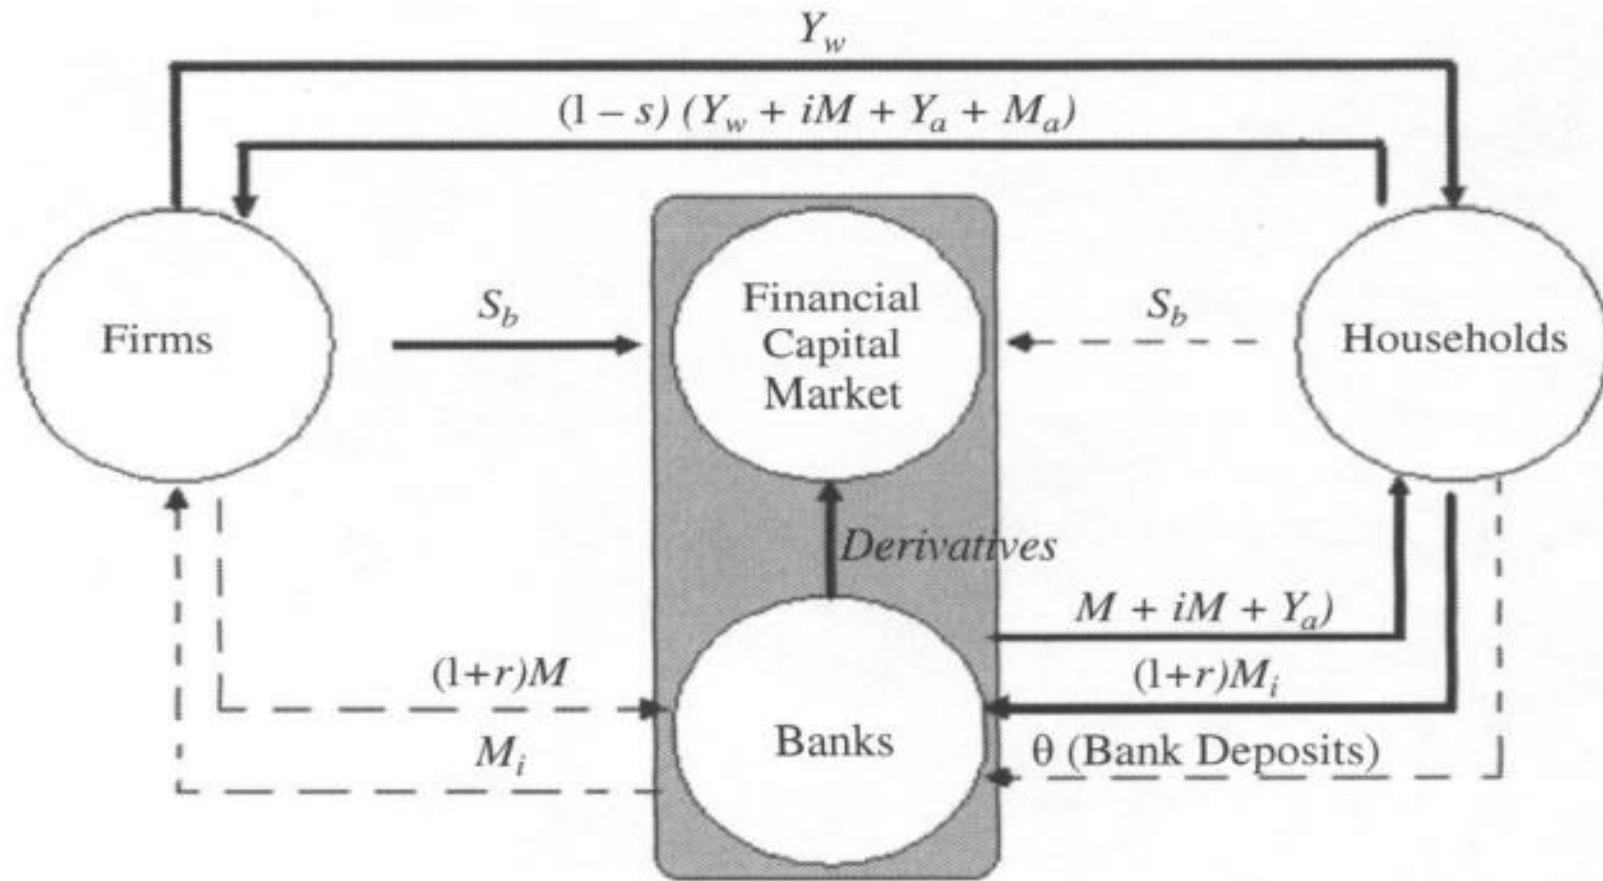 Y_w
(1 – s) (Y_w + iM + Y_a + M_a)
Firms
S_b
Financial
Capital
Market
S_b
Households
Derivatives
M + iM + Y_a)
(1+r)M
(1+r)M_i
M_i
Banks
θ (Bank Deposits)